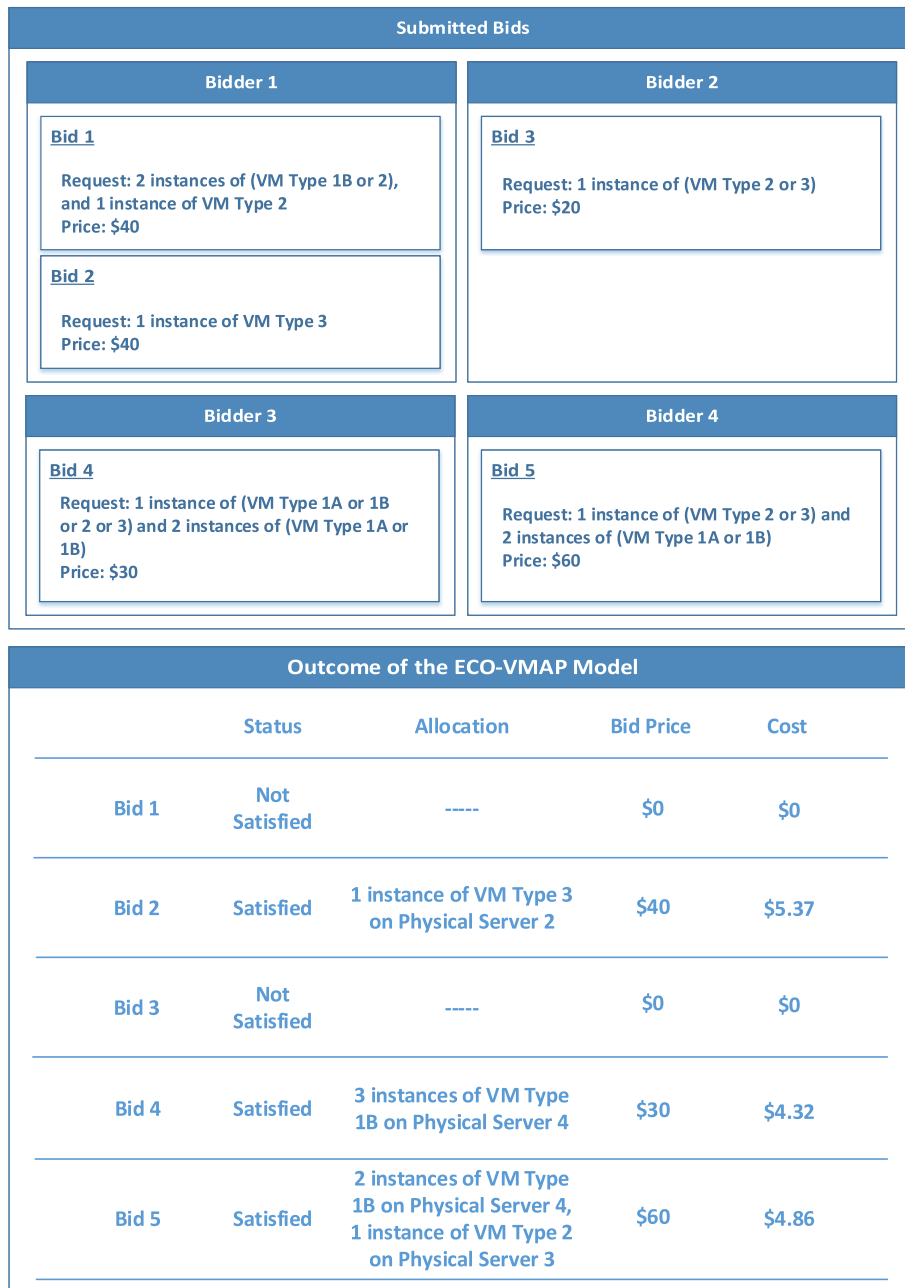 Submitted Bids
Bidder 1
Bid 1
Request: 2 instances of (VM Type 1B or 2),
and 1 instance of VM Type 2
Price: $40
Bid 2
Request: 1 instance of VM Type 3
Price: $40
Bidder 2
Bid 3
Request: 1 instance of (VM Type 2 or 3)
Price: $20
Bidder 3
Bid 4
Request: 1 instance of (VM Type 1A or 1B
or 2 or 3) and 2 instances of (VM Type 1A or
1B)
Price: $30
Bidder 4
Bid 5
Request: 1 instance of (VM Type 2 or 3) and
2 instances of (VM Type 1A or 1B)
Price: $60
Outcome of the ECO-VMAP Model
Status Allocation Bid Price Cost
Bid 1 Not Satisfied ----- $0 $0
Bid 2 Satisfied 1 instance of VM Type 3 on Physical Server 2 $40 $5.37
Bid 3 Not Satisfied ----- $0 $0
Bid 4 Satisfied 3 instances of VM Type 1B on Physical Server 4 $30 $4.32
Bid 5 Satisfied 2 instances of VM Type 1B on Physical Server 4, 1 instance of VM Type 2 on Physical Server 3 $60 $4.86